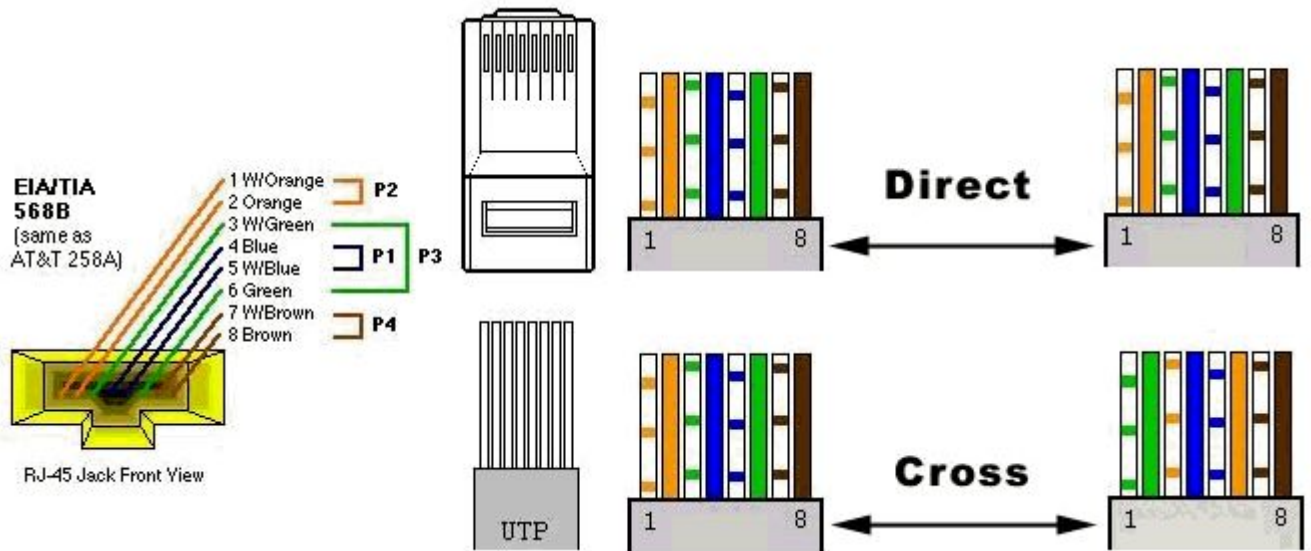 EIA/TIA
568B
(same as
AT&T 258A)
1 W/Orange
2 Orange
P2
3 W/Green
4 Blue
5 W/Blue
P1
P3
6 Green
7 W/Brown
8 Brown
P4
RJ-45 Jack Front View
UTP
1 8
Direct
1 8
1 8
Cross
1 8